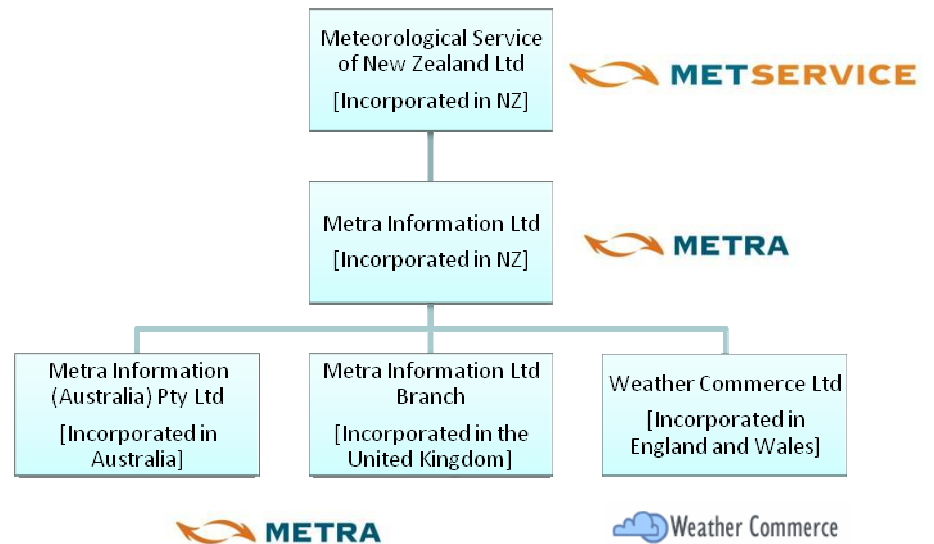 Meteorological Service
of New Zealand Ltd
[Incorporated in NZ]
METSERVICE
Metra Information Ltd
[Incorporated in NZ]
METRA
Metra Information
(Australia) Pty Ltd
[Incorporated in
Australia]
Metra Information Ltd
Branch
[Incorporated in the
United Kingdom]
Weather Commerce Ltd
[Incorporated in
England and Wales]
METRA
Weather Commerce